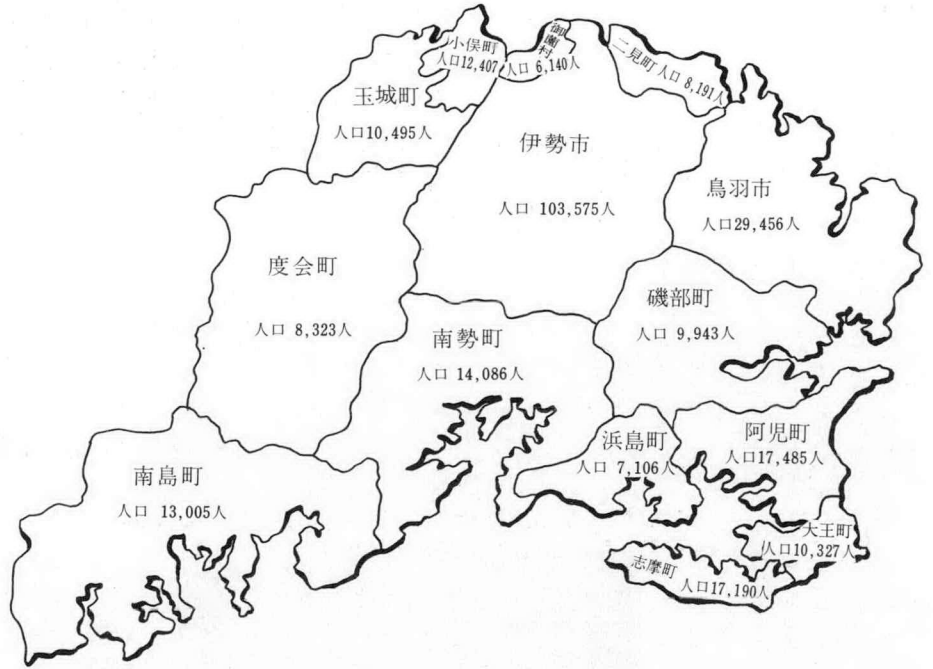 小俣町
人口12,407
御薗村
人口 6,140人
二見町 人口 8,191人
玉城町
人口10,495人
伊勢市
人口 103,575人
鳥羽市
人口29,456人
度会町
人口 8,323人
磯部町
人口 9,943人
南勢町
人口 14,086人
浜島町
人口 7,106人
阿児町
人口17,485人
南島町
人口 13,005人
大王町
人口10,327人
志摩町
人口17,190人